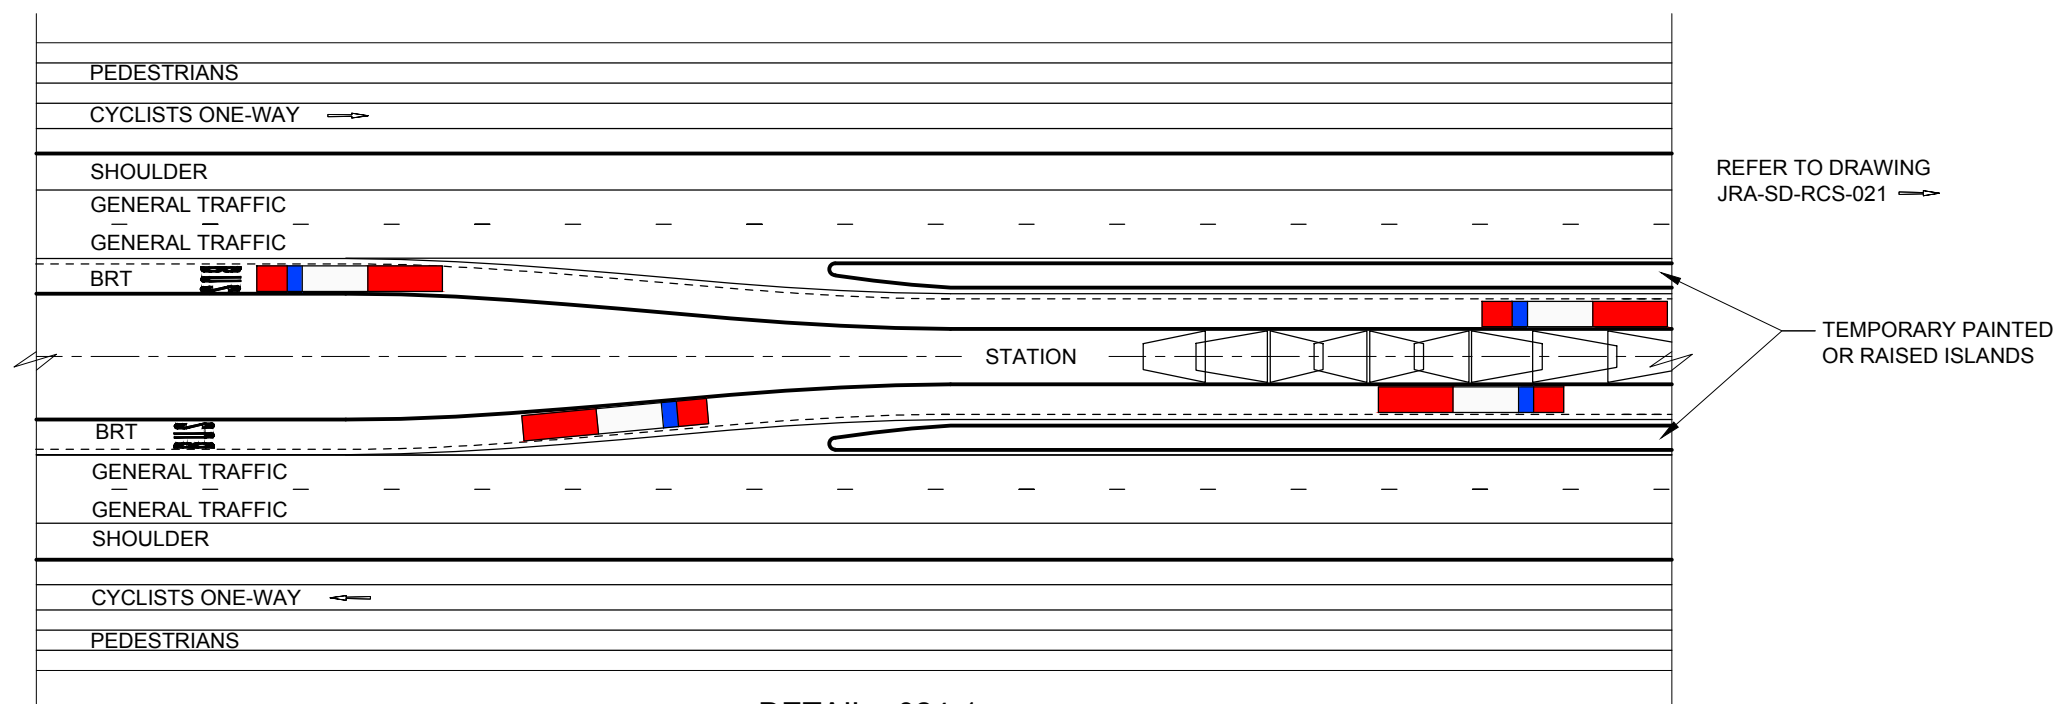 PEDESTRIANS
CYCLISTS ONE-WAY
SHOULDER
GENERAL TRAFFIC
GENERAL TRAFFIC
BRT
REFER TO DRAWING
JRA-SD-RCS-021
STATION
TEMPORARY PAINTED
OR RAISED ISLANDS
BRT
GENERAL TRAFFIC
GENERAL TRAFFIC
SHOULDER
CYCLISTS ONE-WAY
PEDESTRIANS